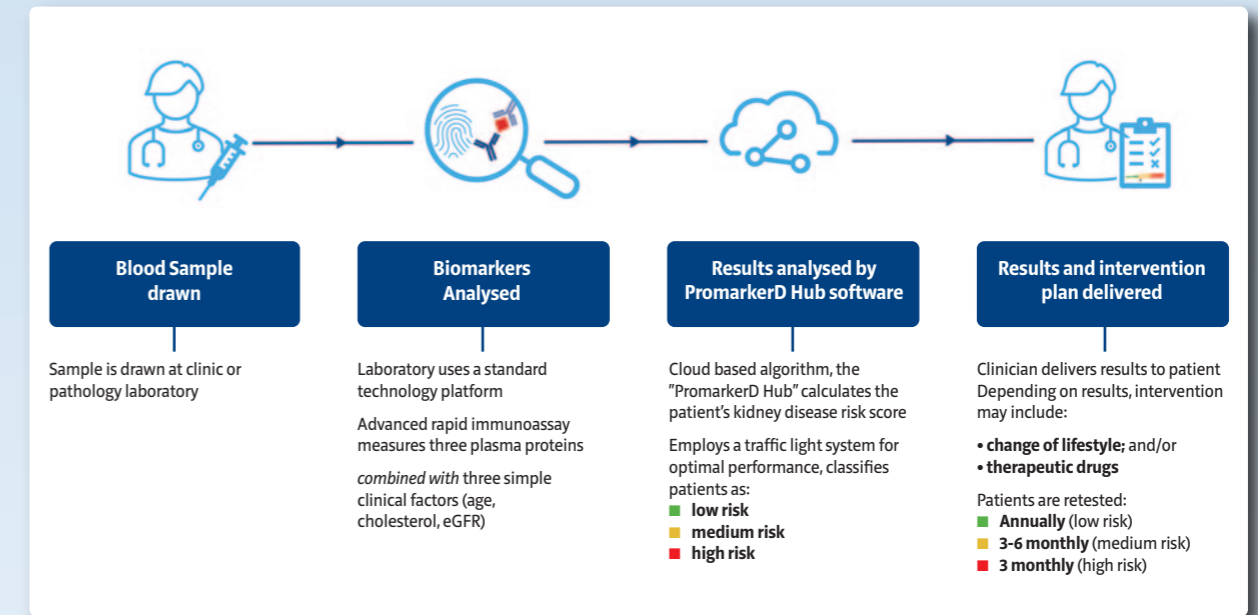 Blood Sample
drawn
Sample is drawn at clinic or
pathology laboratory
Biomarkers
Analysed
Laboratory uses a standard
technology platform
Advanced rapid immunoassay
measures three plasma proteins
combined with three simple
clinical factors (age,
cholesterol, eGFR)
Results analysed by
PromarkerD Hub software
Cloud based algorithm, the
"PromarkerD Hub" calculates the
patient's kidney disease risk score
Employs a traffic light system for
optimal performance, classifies
patients as:
low risk
medium risk
high risk
Results and intervention
plan delivered
Clinician delivers results to patient
Depending on results, intervention
may include:
• change of lifestyle; and/or
• therapeutic drugs
Patients are retested:
Annually (low risk)
3-6 monthly (medium risk)
3 monthly (high risk)